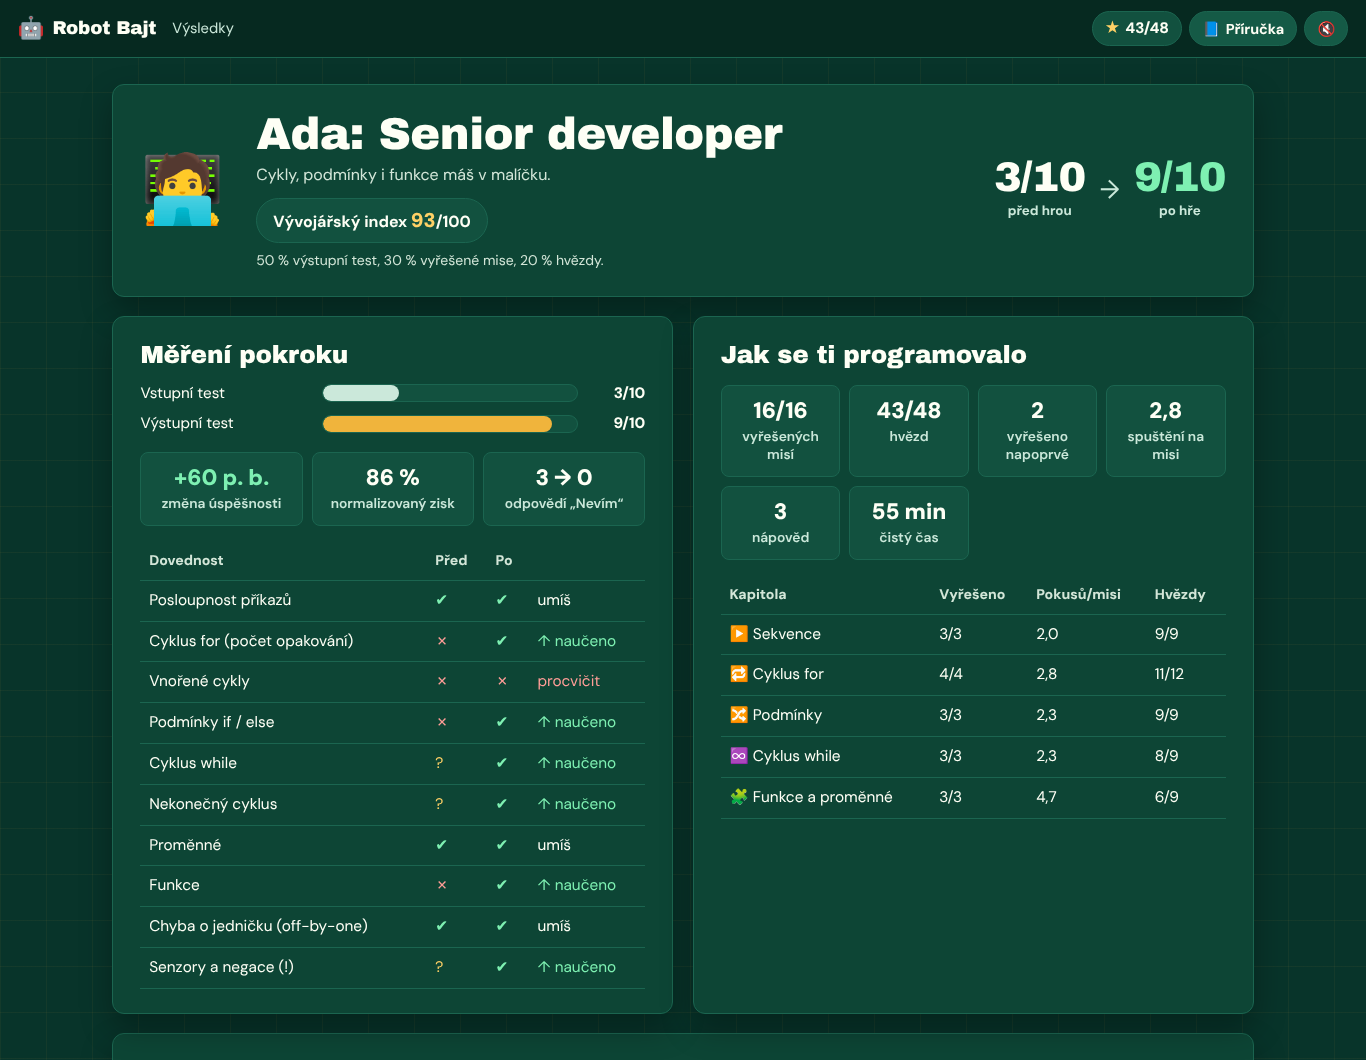 Robot Bajt Výsledky ★ 43/48 Příručka
Ada: Senior developer
Cykly, podmínky i funkce máš v malíčku.
Vývojářský index 93/100
50 % výstupní test, 30 % vyřešené mise, 20 % hvězdy.
3/10 → 9/10
před hrou po hře
Měření pokroku
Vstupní test 3/10
Výstupní test 9/10
+60 p. b. 86 % 3 → 0
změna úspěšnosti normalizovaný zisk odpovědí „Nevím“
Dovednost Před Po
Posloupnost příkazů ✔ ✔ umíš
Cyklus for (počet opakování) × ✔ ↑ naučeno
Vnořené cykly × × procvičit
Podmínky if / else × ✔ ↑ naučeno
Cyklus while ? ✔ ↑ naučeno
Nekonečný cyklus ? ✔ ↑ naučeno
Proměnné ✔ ✔ umíš
Funkce × ✔ ↑ naučeno
Chyba o jedničku (off-by-one) ✔ ✔ umíš
Senzory a negace (!) ? ✔ ↑ naučeno
Jak se ti programovalo
16/16 43/48 2 2,8
vyřešených hvězd vyřešeno spuštění na
misí napoprvé misi
3 55 min
nápověd čistý čas
Kapitola Vyřešeno Pokusů/misi Hvězdy
Sekvence 3/3 2,0 9/9
Cyklus for 4/4 2,8 11/12
Podmínky 3/3 2,3 9/9
Cyklus while 3/3 2,3 8/9
Funkce a proměnné 3/3 4,7 6/9